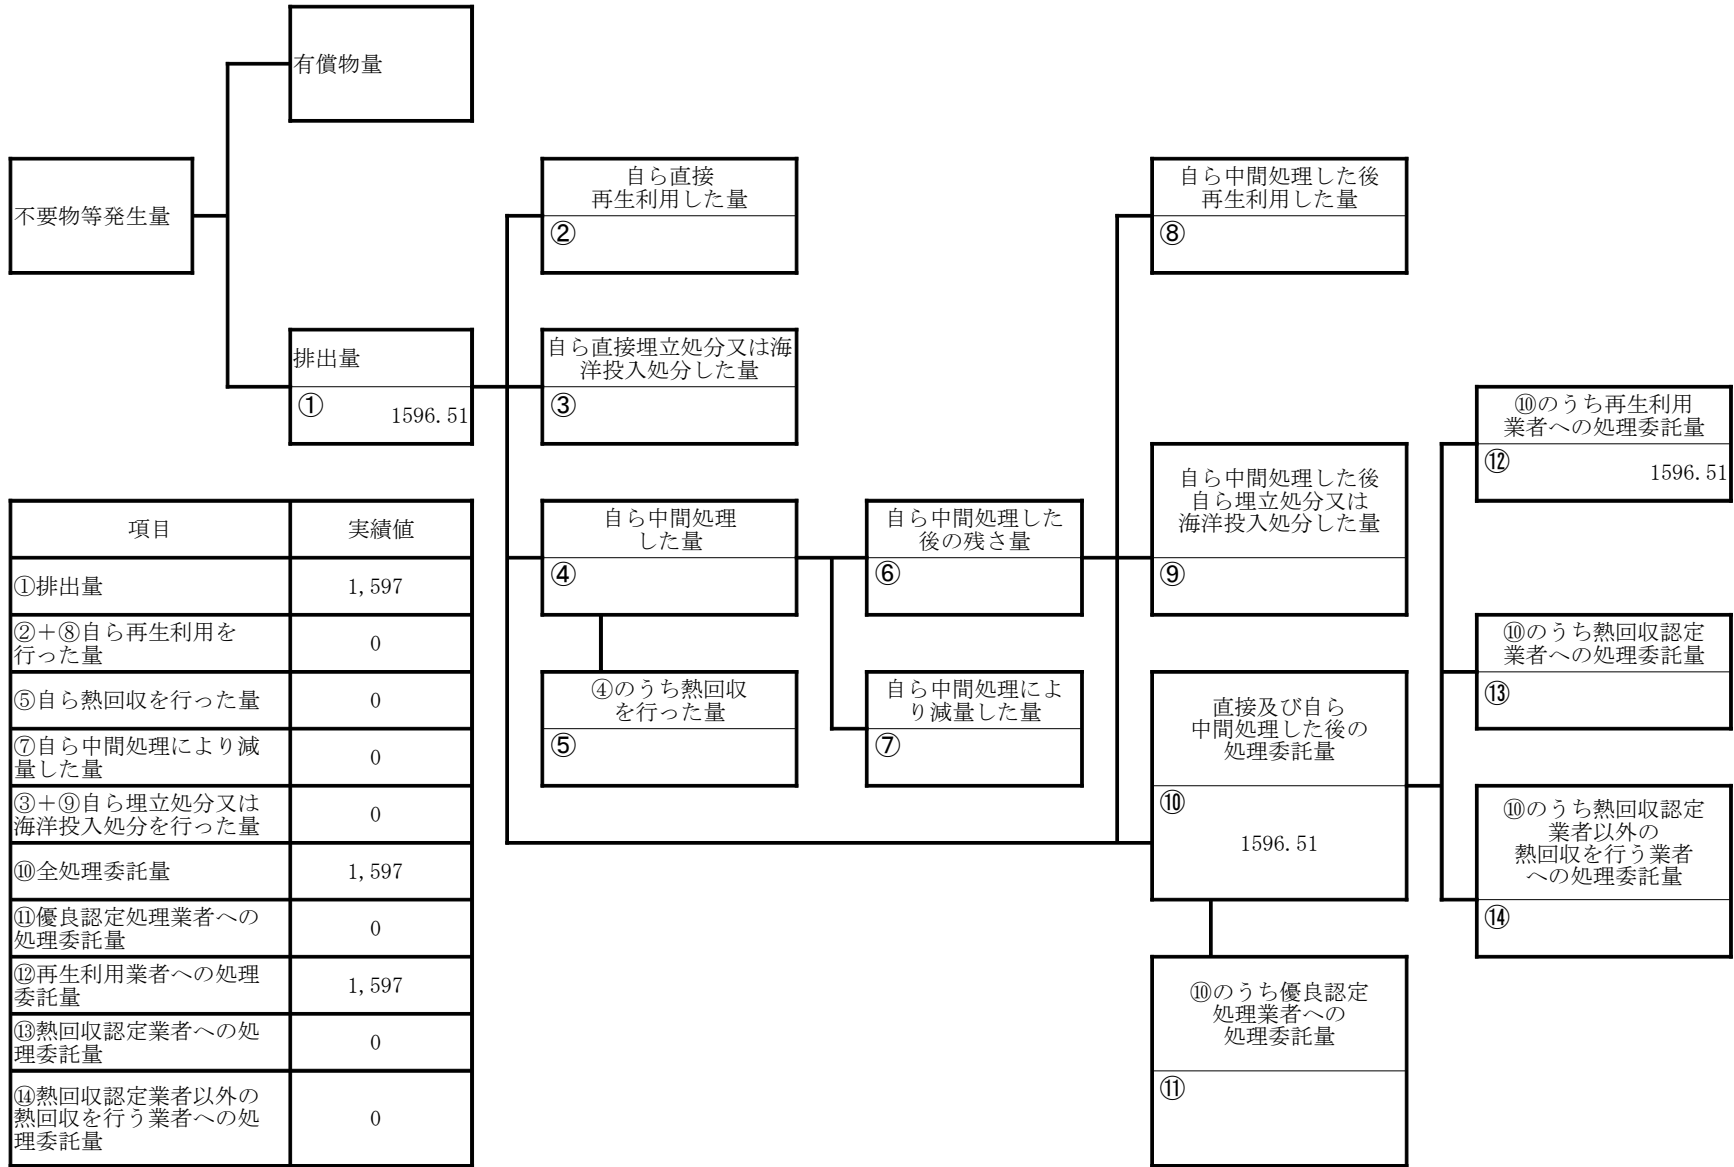 有償物量
不要物等発生量
自ら直接
再生利用した量
②
自ら中間処理した後
再生利用した量
⑧
排出量
①
1596.51
自ら直接埋立処分又は海
洋投入処分した量
③
⑩のうち再生利用
業者への処理委託量
⑫
1596.51
自ら中間処理した後
自ら埋立処分又は
海洋投入処分した量
⑨
自ら中間処理
した量
④
自ら中間処理した
後の残さ量
⑥
⑩のうち熱回収認定
業者への処理委託量
⑬
④のうち熱回収
を行った量
⑤
自ら中間処理によ
り減量した量
⑦
直接及び自ら
中間処理した後の
処理委託量
⑩
1596.51
⑩のうち熱回収認定
業者以外の
熱回収を行う業者
への処理委託量
⑭
⑩のうち優良認定
処理業者への
処理委託量
⑪
項目 実績値
①排出量 1,597
②+⑧自ら再生利用を
行った量 0
⑤自ら熱回収を行った量 0
⑦自ら中間処理により減
量した量 0
③+⑨自ら埋立処分又は
海洋投入処分を行った量 0
⑩全処理委託量 1,597
⑪優良認定処理業者への
処理委託量 0
⑫再生利用業者への処理
委託量 1,597
⑬熱回収認定業者への処
理委託量 0
⑭熱回収認定業者以外の
熱回収を行う業者への処
理委託量 0